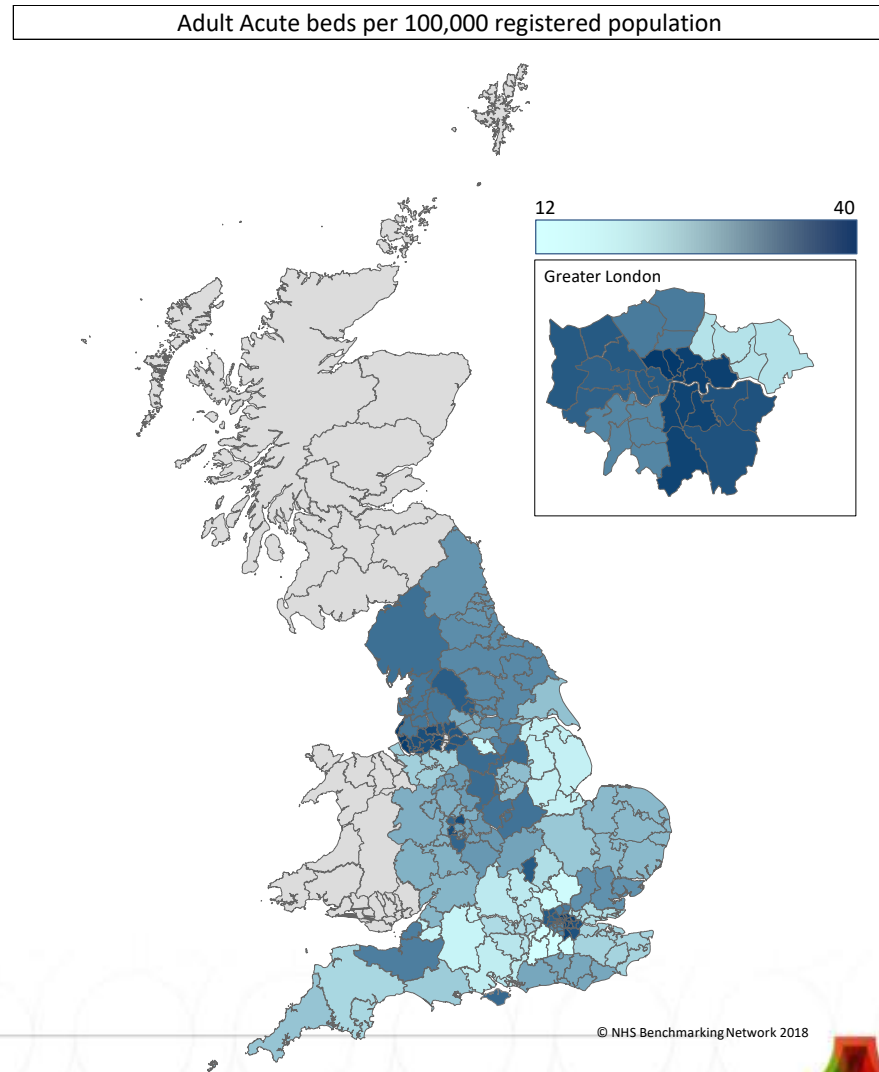 Adult Acute beds per 100,000 registered population
12 40
Greater London
© NHS Benchmarking Network 2018